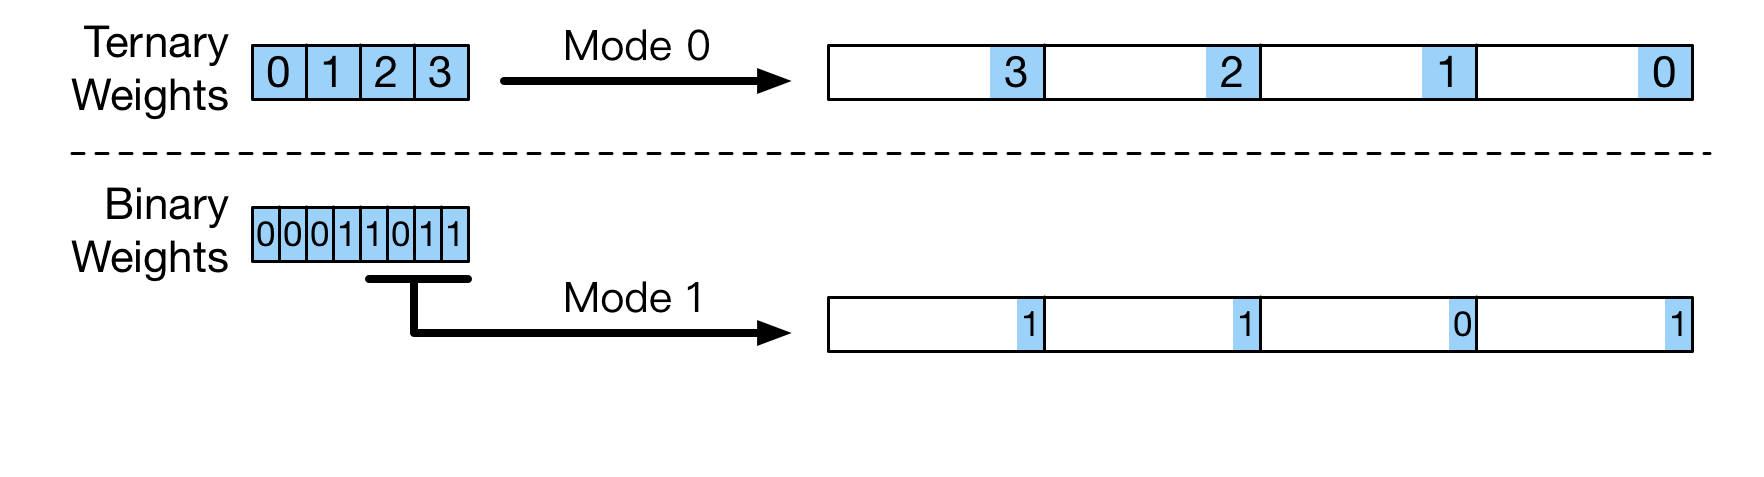 Ternary
Weights
0 1 2 3
Mode 0
3 2 1 0
Binary
Weights
0 0 0 1 1 0 1 1
Mode 1
1 1 0 1